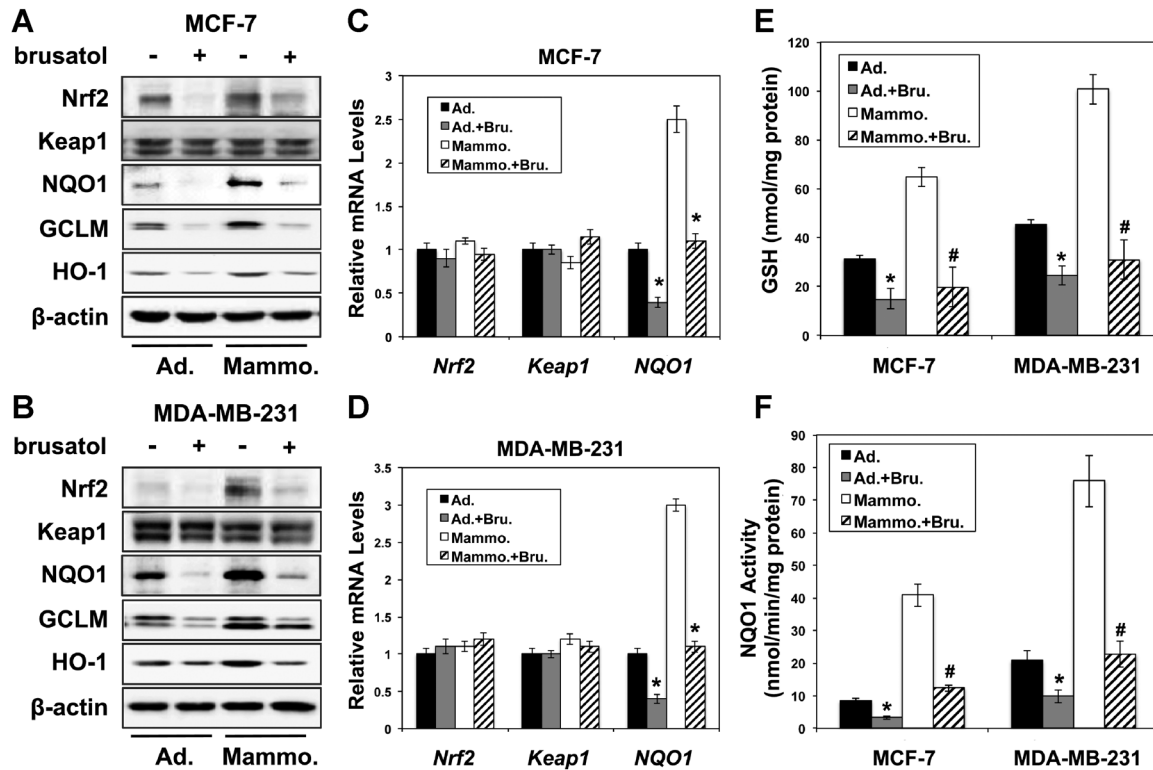 A
MCF-7
brusatol - + - +
Nrf2
Keap1
NQO1
GCLM
HO-1
β-actin
Ad. Mammo.
B
MDA-MB-231
brusatol - + - +
Nrf2
Keap1
NQO1
GCLM
HO-1
β-actin
Ad. Mammo.
C
MCF-7
Relative mRNA Levels
3
2.5
2
1.5
1
0.5
0
Ad.
Ad.+Bru.
Mammo.
Mammo.+Bru.
* *
Nrf2 Keap1 NQO1
D
MDA-MB-231
Relative mRNA Levels
3.5
3
2.5
2
1.5
1
0.5
0
Ad.
Ad.+Bru.
Mammo.
Mammo.+Bru.
* *
Nrf2 Keap1 NQO1
E
GSH (nmol/mg protein)
120
100
80
60
40
20
0
Ad.
Ad.+Bru.
Mammo.
Mammo.+Bru.
* # * #
MCF-7 MDA-MB-231
F
NQO1 Activity
(nmol/min/mg protein)
90
80
70
60
50
40
30
20
10
0
Ad.
Ad.+Bru.
Mammo.
Mammo.+Bru.
* # * #
MCF-7 MDA-MB-231